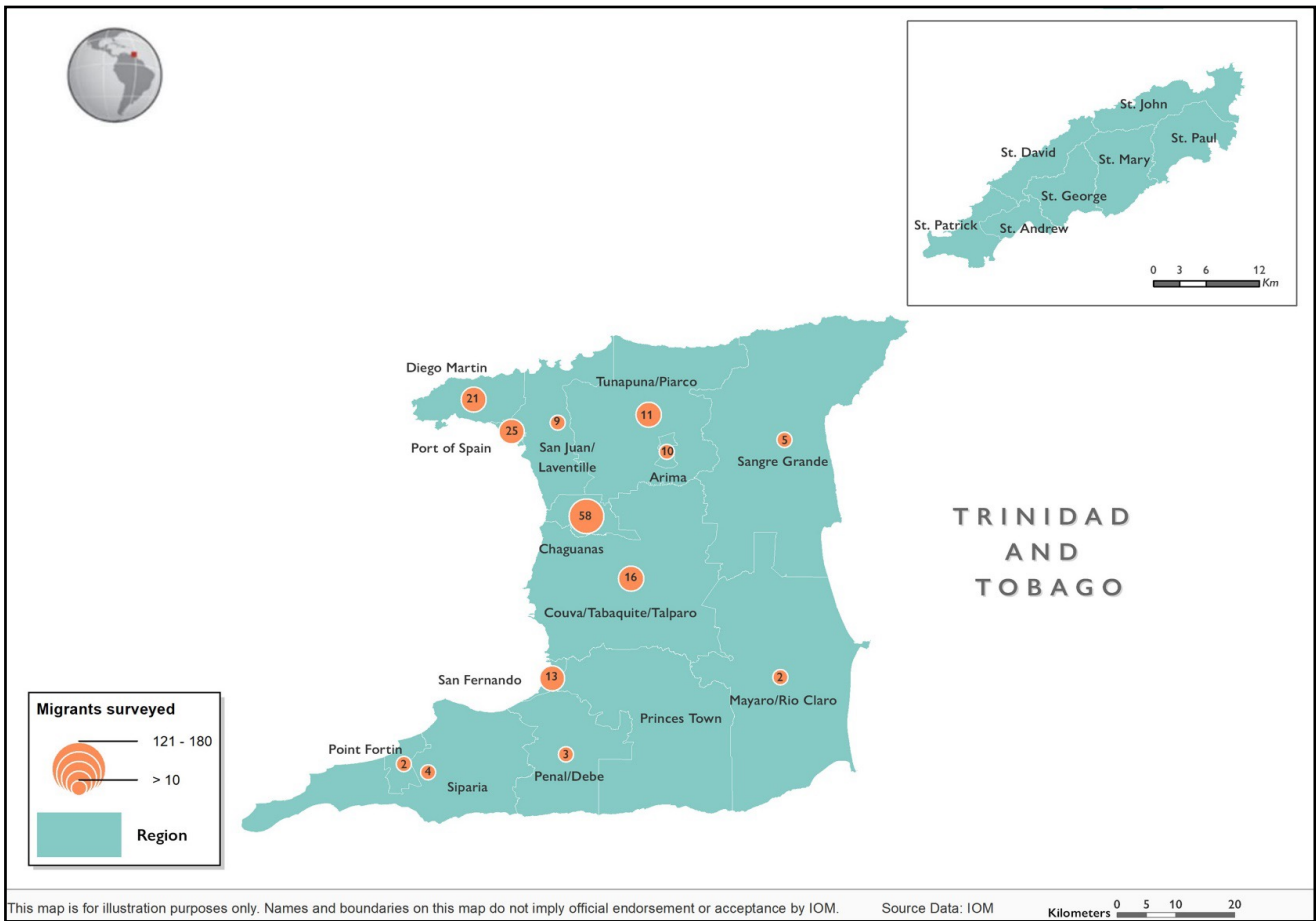 St. John
St. Paul
St. David
St. Mary
St. George
St. Patrick
St. Andrew
0 3 6 12
Km
Diego Martin
21
Tunapuna/Piarco
11
25
9
Port of Spain
San Juan/
Laventille
10
Arima
5
Sangre Grande
58
Chaguanas
16
Couva/Tabaquite/Talparo
TRINIDAD
AND
TOBAGO
San Fernando
13
2
Mayaro/Rio Claro
Princes Town
Point Fortin
2
4
Siparia
3
Penal/Debe
Migrants surveyed
121 - 180
> 10
Region
This map is for illustration purposes only. Names and boundaries on this map do not imply official endorsement or acceptance by IOM.
Source Data: IOM
Kilometers
0 5 10 20